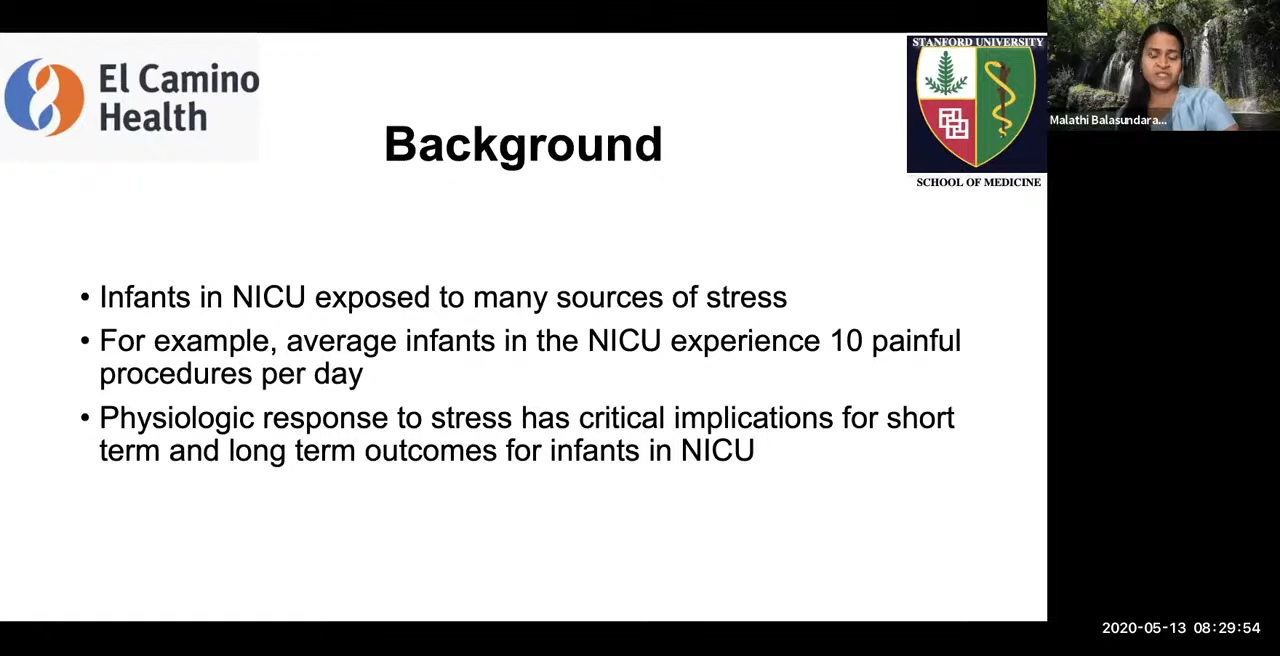 El Camino
Health
STANFORD UNIVERSITY
SCHOOL OF MEDICINE
Malathi Balasundara...
Background
• Infants in NICU exposed to many sources of stress
• For example, average infants in the NICU experience 10 painful
procedures per day
• Physiologic response to stress has critical implications for short
term and long term outcomes for infants in NICU
2020-05-13 08:29:54